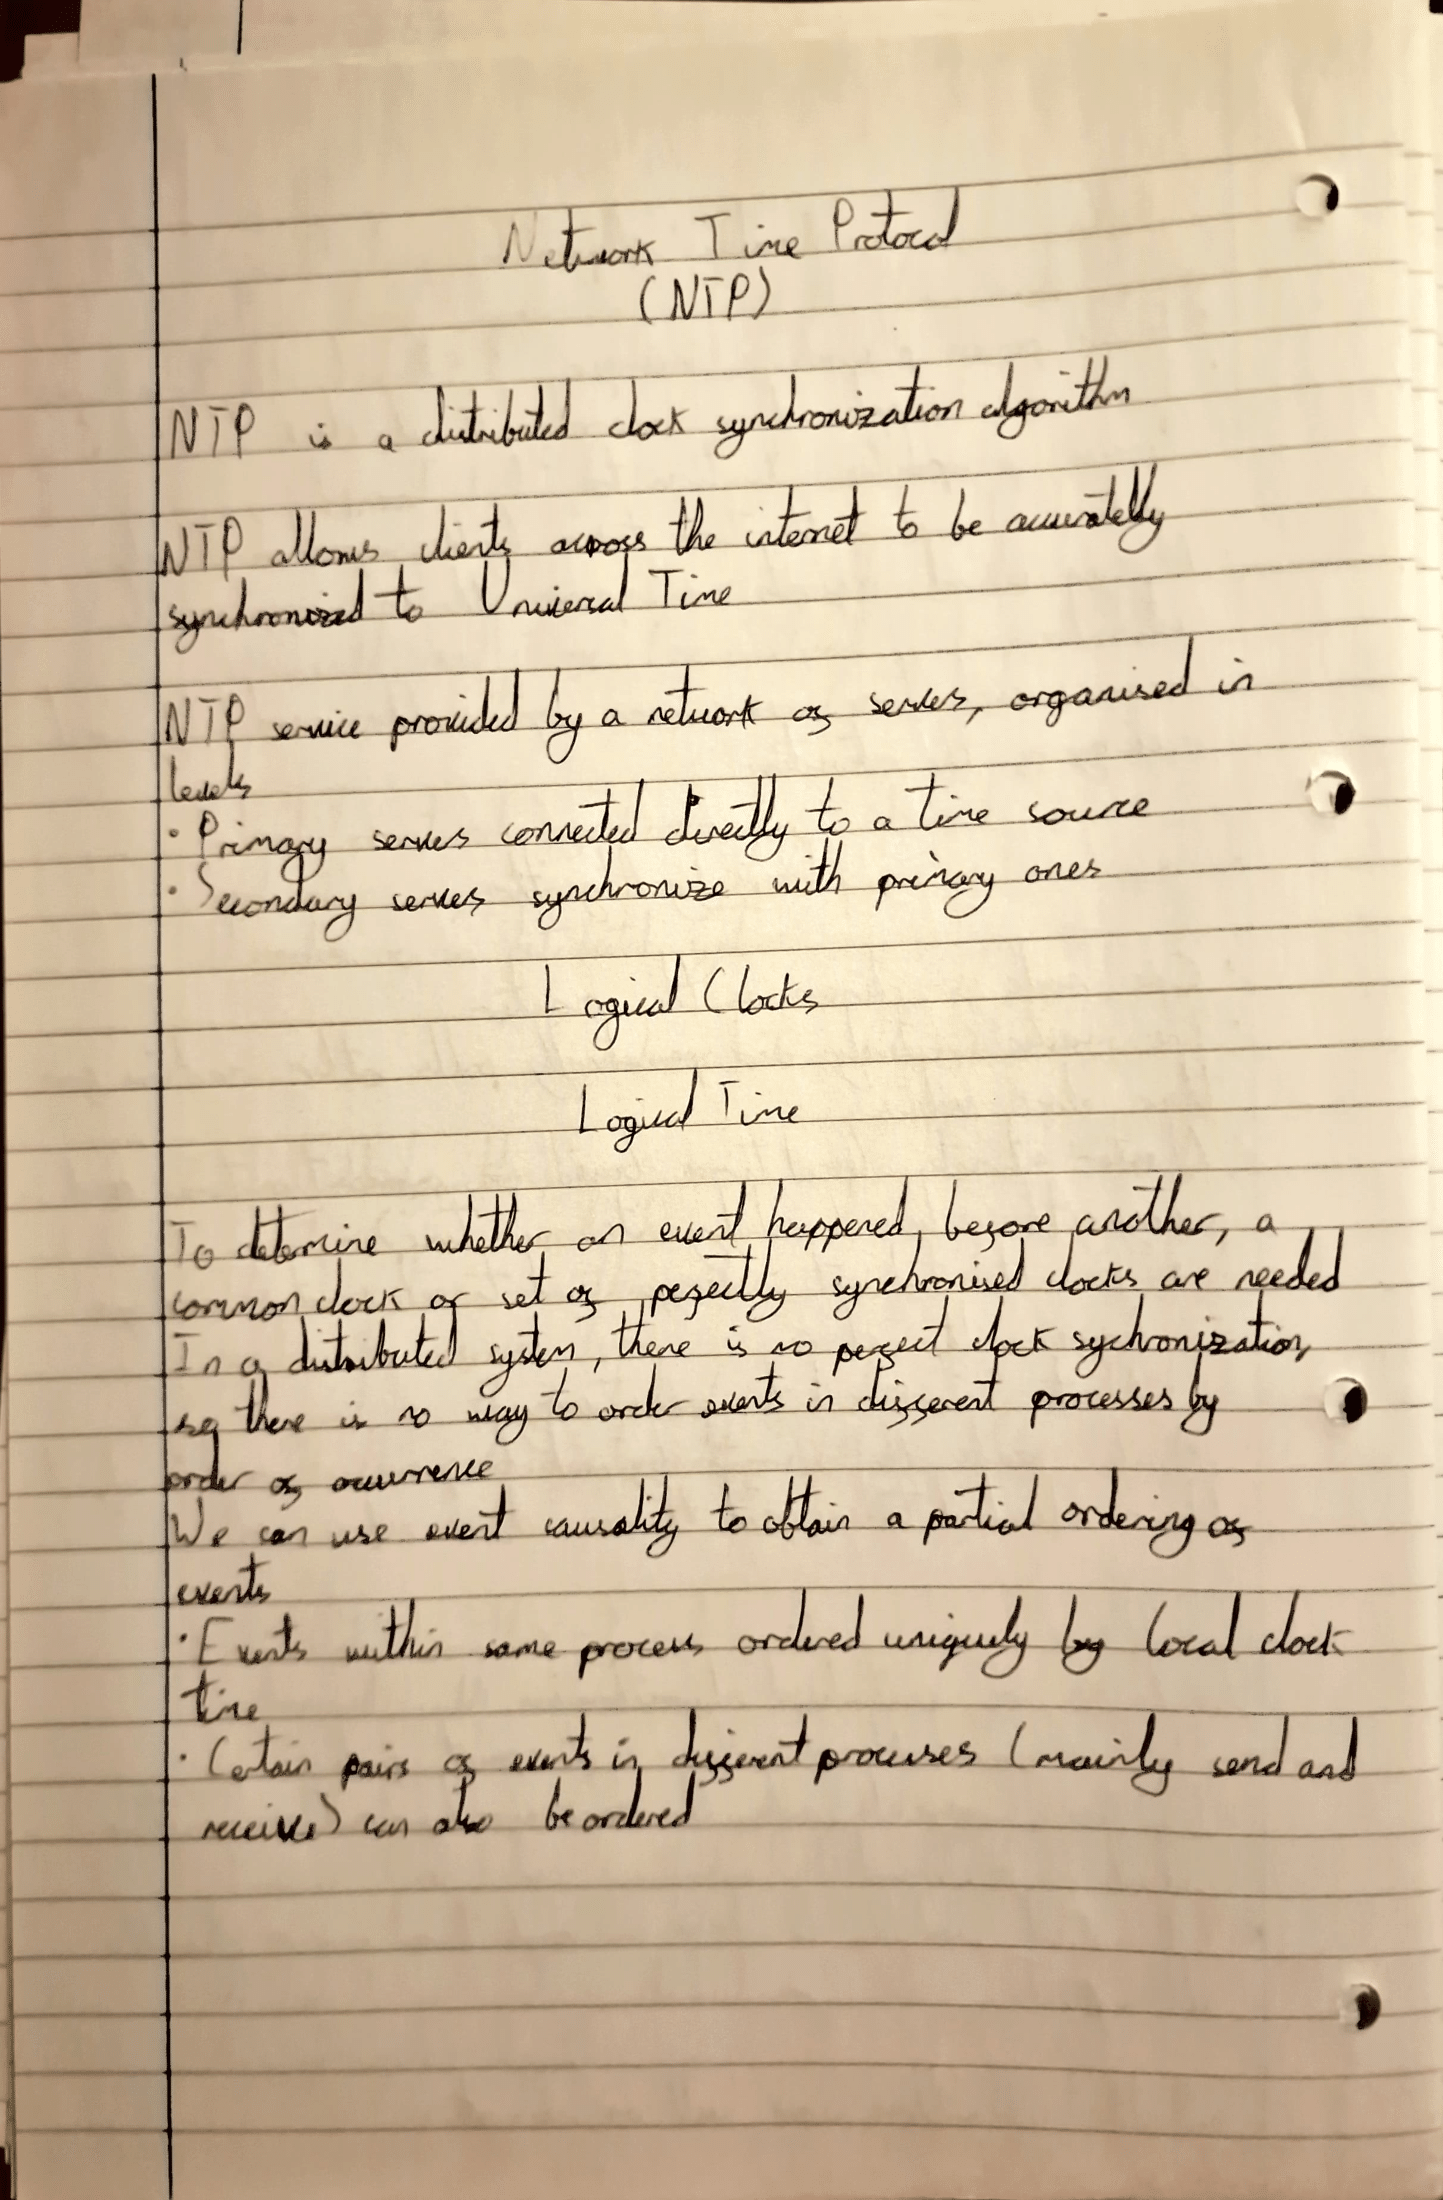 Network Time Protocol
(NTP)
NTP is a distributed clock synchronization algorithm
NTP allows clients across the internet to be accurately
synchronized to Universal Time
NTP service provided by a network of servers, organised in
levels
· Primary servers connected directly to a time source
· Secondary servers synchronize with primary ones
Logical Clocks
Logical Time
To determine whether an event happened before another, a
common clock or set of perfectly synchronised clocks are needed
In a distributed system, there is no perfect clock sychronization,
so there is no way to order events in different processes by
order of occurrence
We can use event causality to obtain a partial ordering of
events
· Events within same process ordered uniquely by local clock
time
· Certain pairs of events in different processes (mainly send and
receive) can also be ordered